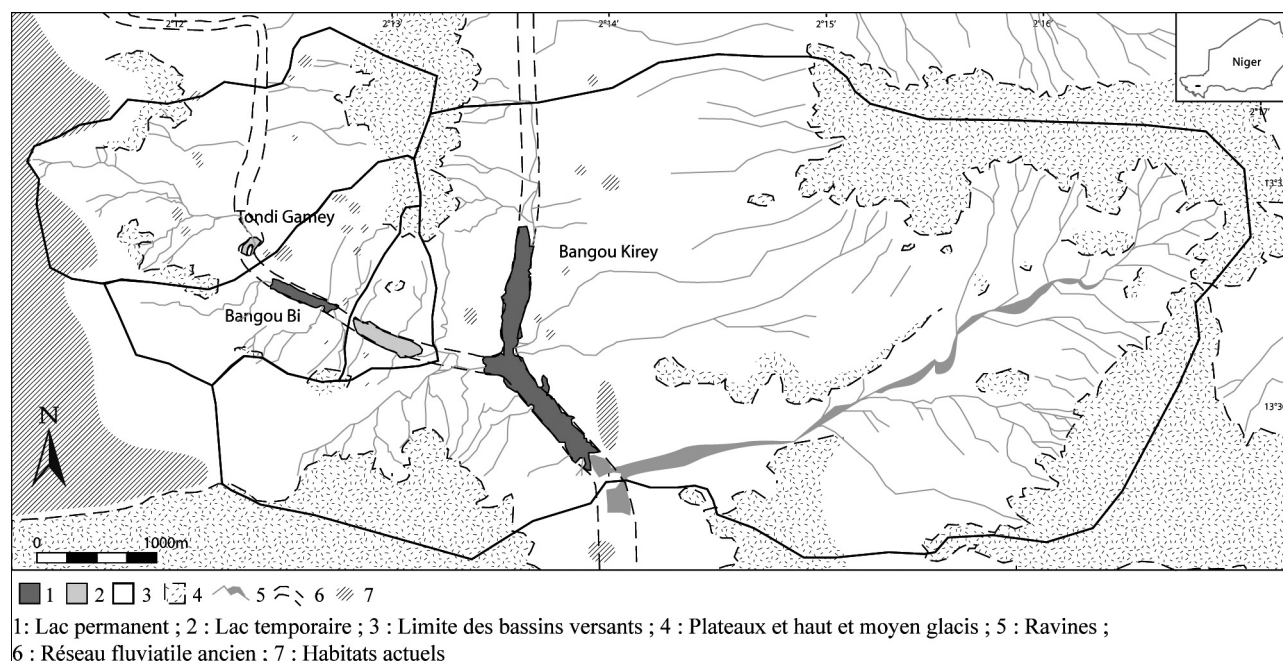 2°12' 2°13' 2°14' 2°15' 2°16'
Niger
2°17'
13°3
Tondi Gamey
Bangou Kirey
Bangou Bi
13°30
N
0 1000m
1 2 3 4 5 6 7
1: Lac permanent ; 2 : Lac temporaire ; 3 : Limite des bassins versants ; 4 : Plateaux et haut et moyen glacis ; 5 : Ravines ;
6 : Réseau fluviatile ancien ; 7 : Habitats actuels